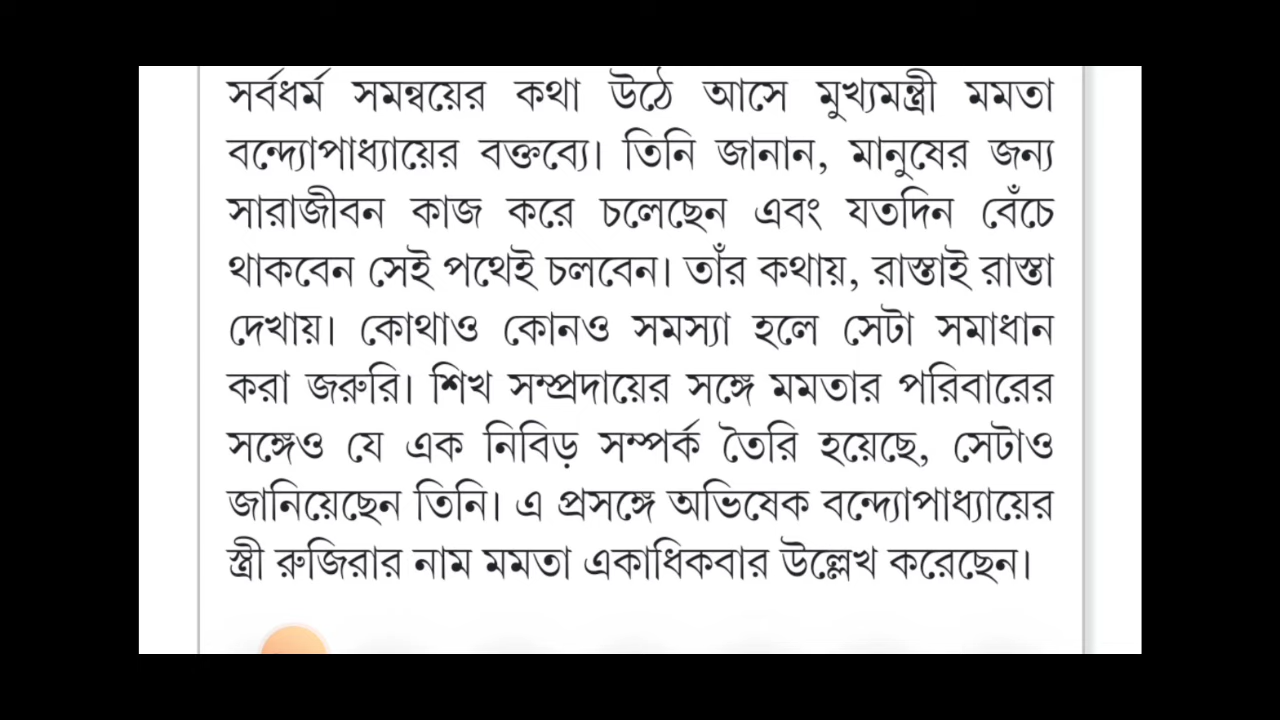 সর্বধর্ম সমন্বয়ের কথা উঠে আসে মুখ্যমন্ত্রী মমতা
বন্দ্যোপাধ্যায়ের বক্তব্যে। তিনি জানান, মানুষের জন্য
সারাজীবন কাজ করে চলেছেন এবং যতদিন বেঁচে
থাকবেন সেই পথেই চলবেন। তাঁর কথায়, রাস্তাই রাস্তা
দেখায়। কোথাও কোনও সমস্যা হলে সেটা সমাধান
করা জরুরি। শিখ সম্প্রদায়ের সঙ্গে মমতার পরিবারের
সঙ্গেও যে এক নিবিড় সম্পর্ক তৈরি হয়েছে, সেটাও
জানিয়েছেন তিনি। এ প্রসঙ্গে অভিষেক বন্দ্যোপাধ্যায়ের
স্ত্রী রুজিরার নাম মমতা একাধিকবার উল্লেখ করেছেন।